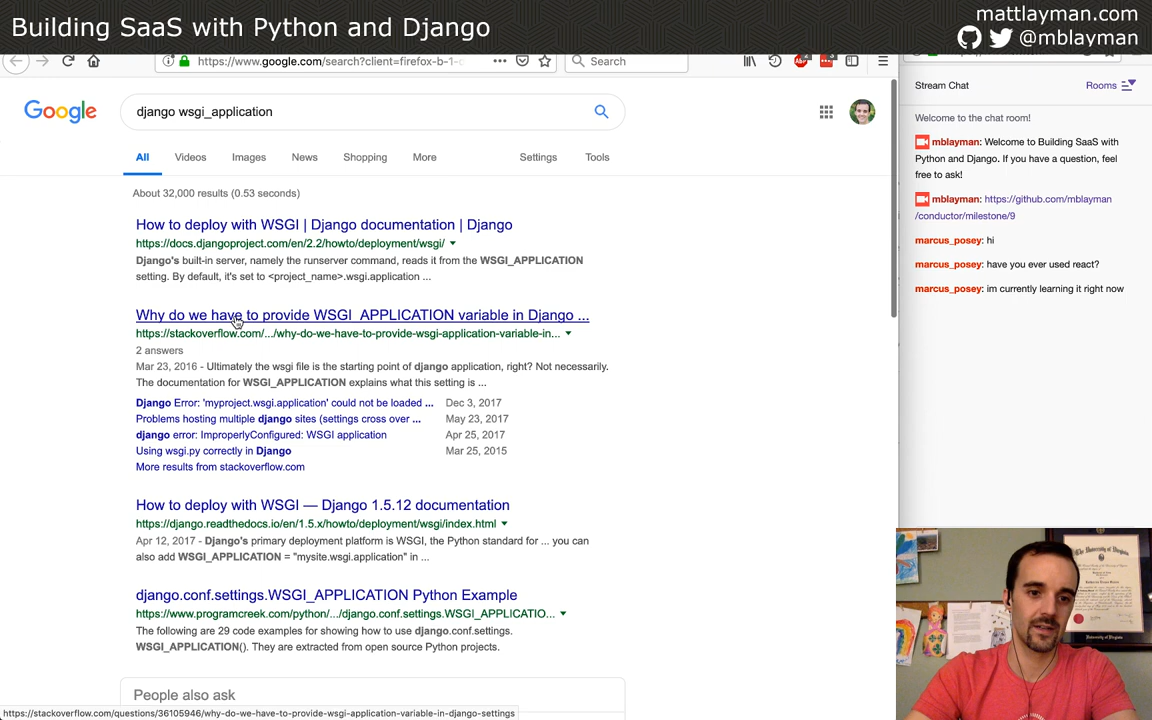 Building SaaS with Python and Django
mattlayman.com
@mblayman
https://www.google.com/search?client=firefox-b-1-
Search
Google
django wsgi_application
All
Videos
Images
News
Shopping
More
Settings
Tools
About 32,000 results (0.53 seconds)
How to deploy with WSGI | Django documentation | Django
https://docs.djangoproject.com/en/2.2/howto/deployment/wsgi/
Django's built-in server, namely the runserver command, reads it from the WSGI_APPLICATION
setting. By default, it's set to <project_name>.wsgi.application ...
Why do we have to provide WSGI_APPLICATION variable in Django ...
https://stackoverflow.com/.../why-do-we-have-to-provide-wsgi-application-variable-in...
2 answers
Mar 23, 2016 - Ultimately the wsgi file is the starting point of django application, right? Not necessarily.
The documentation for WSGI_APPLICATION explains what this setting is ...
Django Error: 'myproject.wsgi.application' could not be loaded ... Dec 3, 2017
Problems hosting multiple django sites (settings cross over ... May 23, 2017
django error: ImproperlyConfigured: WSGI application Apr 25, 2017
Using wsgi.py correctly in Django Mar 25, 2015
More results from stackoverflow.com
How to deploy with WSGI — Django 1.5.12 documentation
https://django.readthedocs.io/en/1.5.x/howto/deployment/wsgi/index.html
Apr 12, 2017 - Django's primary deployment platform is WSGI, the Python standard for ... you can
also add WSGI_APPLICATION = "mysite.wsgi.application" in ...
django.conf.settings.WSGI_APPLICATION Python Example
https://www.programcreek.com/python/.../django.conf.settings.WSGI_APPLICATIO...
The following are 29 code examples for showing how to use django.conf.settings.
WSGI_APPLICATION(). They are extracted from open source Python projects.
People also ask
https://stackoverflow.com/questions/36105946/why-do-we-have-to-provide-wsgi-application-variable-in-django-settings
Stream Chat
Rooms
Welcome to the chat room!
mblayman: Welcome to Building SaaS with
Python and Django. If you have a question, feel
free to ask!
mblayman: https://github.com/mblayman
/conductor/milestone/9
marcus_posey: hi
marcus_posey: have you ever used react?
marcus_posey: im currently learning it right now